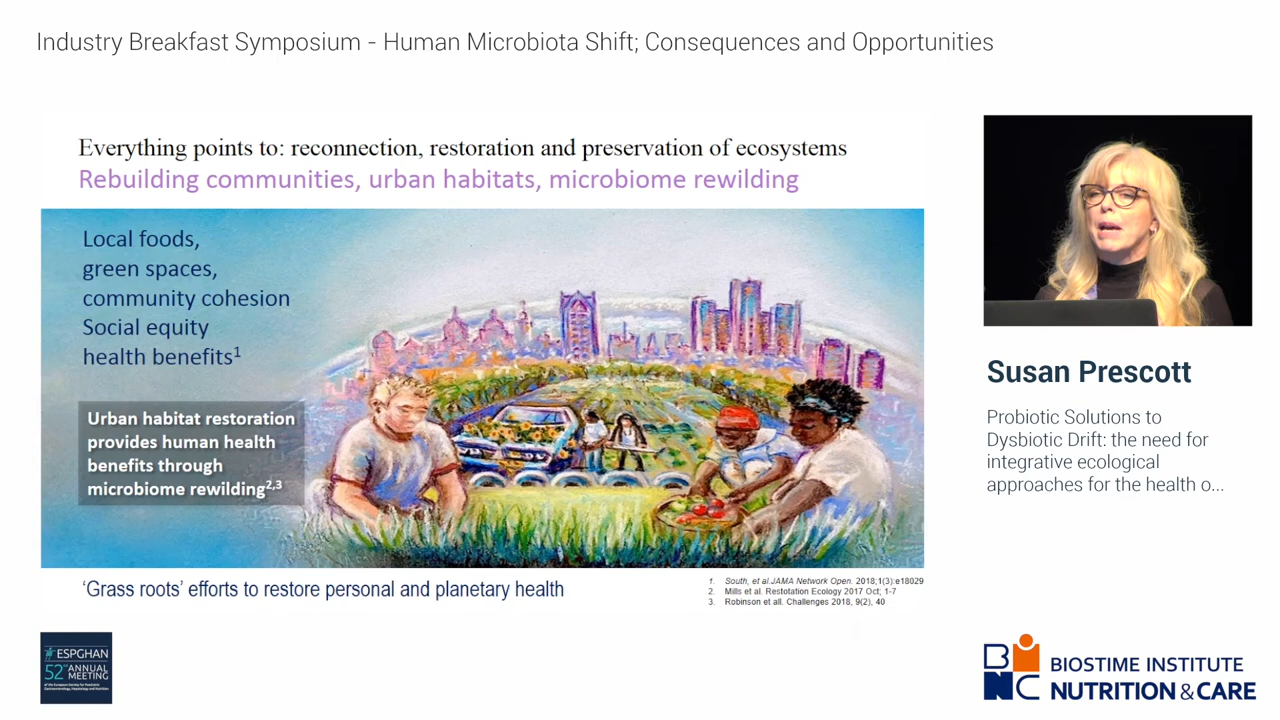 Industry Breakfast Symposium - Human Microbiota Shift; Consequences and Opportunities
Everything points to: reconnection, restoration and preservation of ecosystems
Rebuilding communities, urban habitats, microbiome rewilding
Local foods,
green spaces,
community cohesion
Social equity
health benefits1
Urban habitat restoration
provides human health
benefits through
microbiome rewilding2,3
'Grass roots' efforts to restore personal and planetary health
1. South, et al.JAMA Network Open. 2018;1(3):e18029
2. Mills et al. Restotation Ecology 2017 Oct; 1-7
3. Robinson et all. Challenges 2018, 9(2), 40
Susan Prescott
Probiotic Solutions to
Dysbiotic Drift: the need for
integrative ecological
approaches for the health o...
ESPGHAN
52nd ANNUAL
MEETING
BINC
BIOSTIME INSTITUTE
NUTRITION & CARE